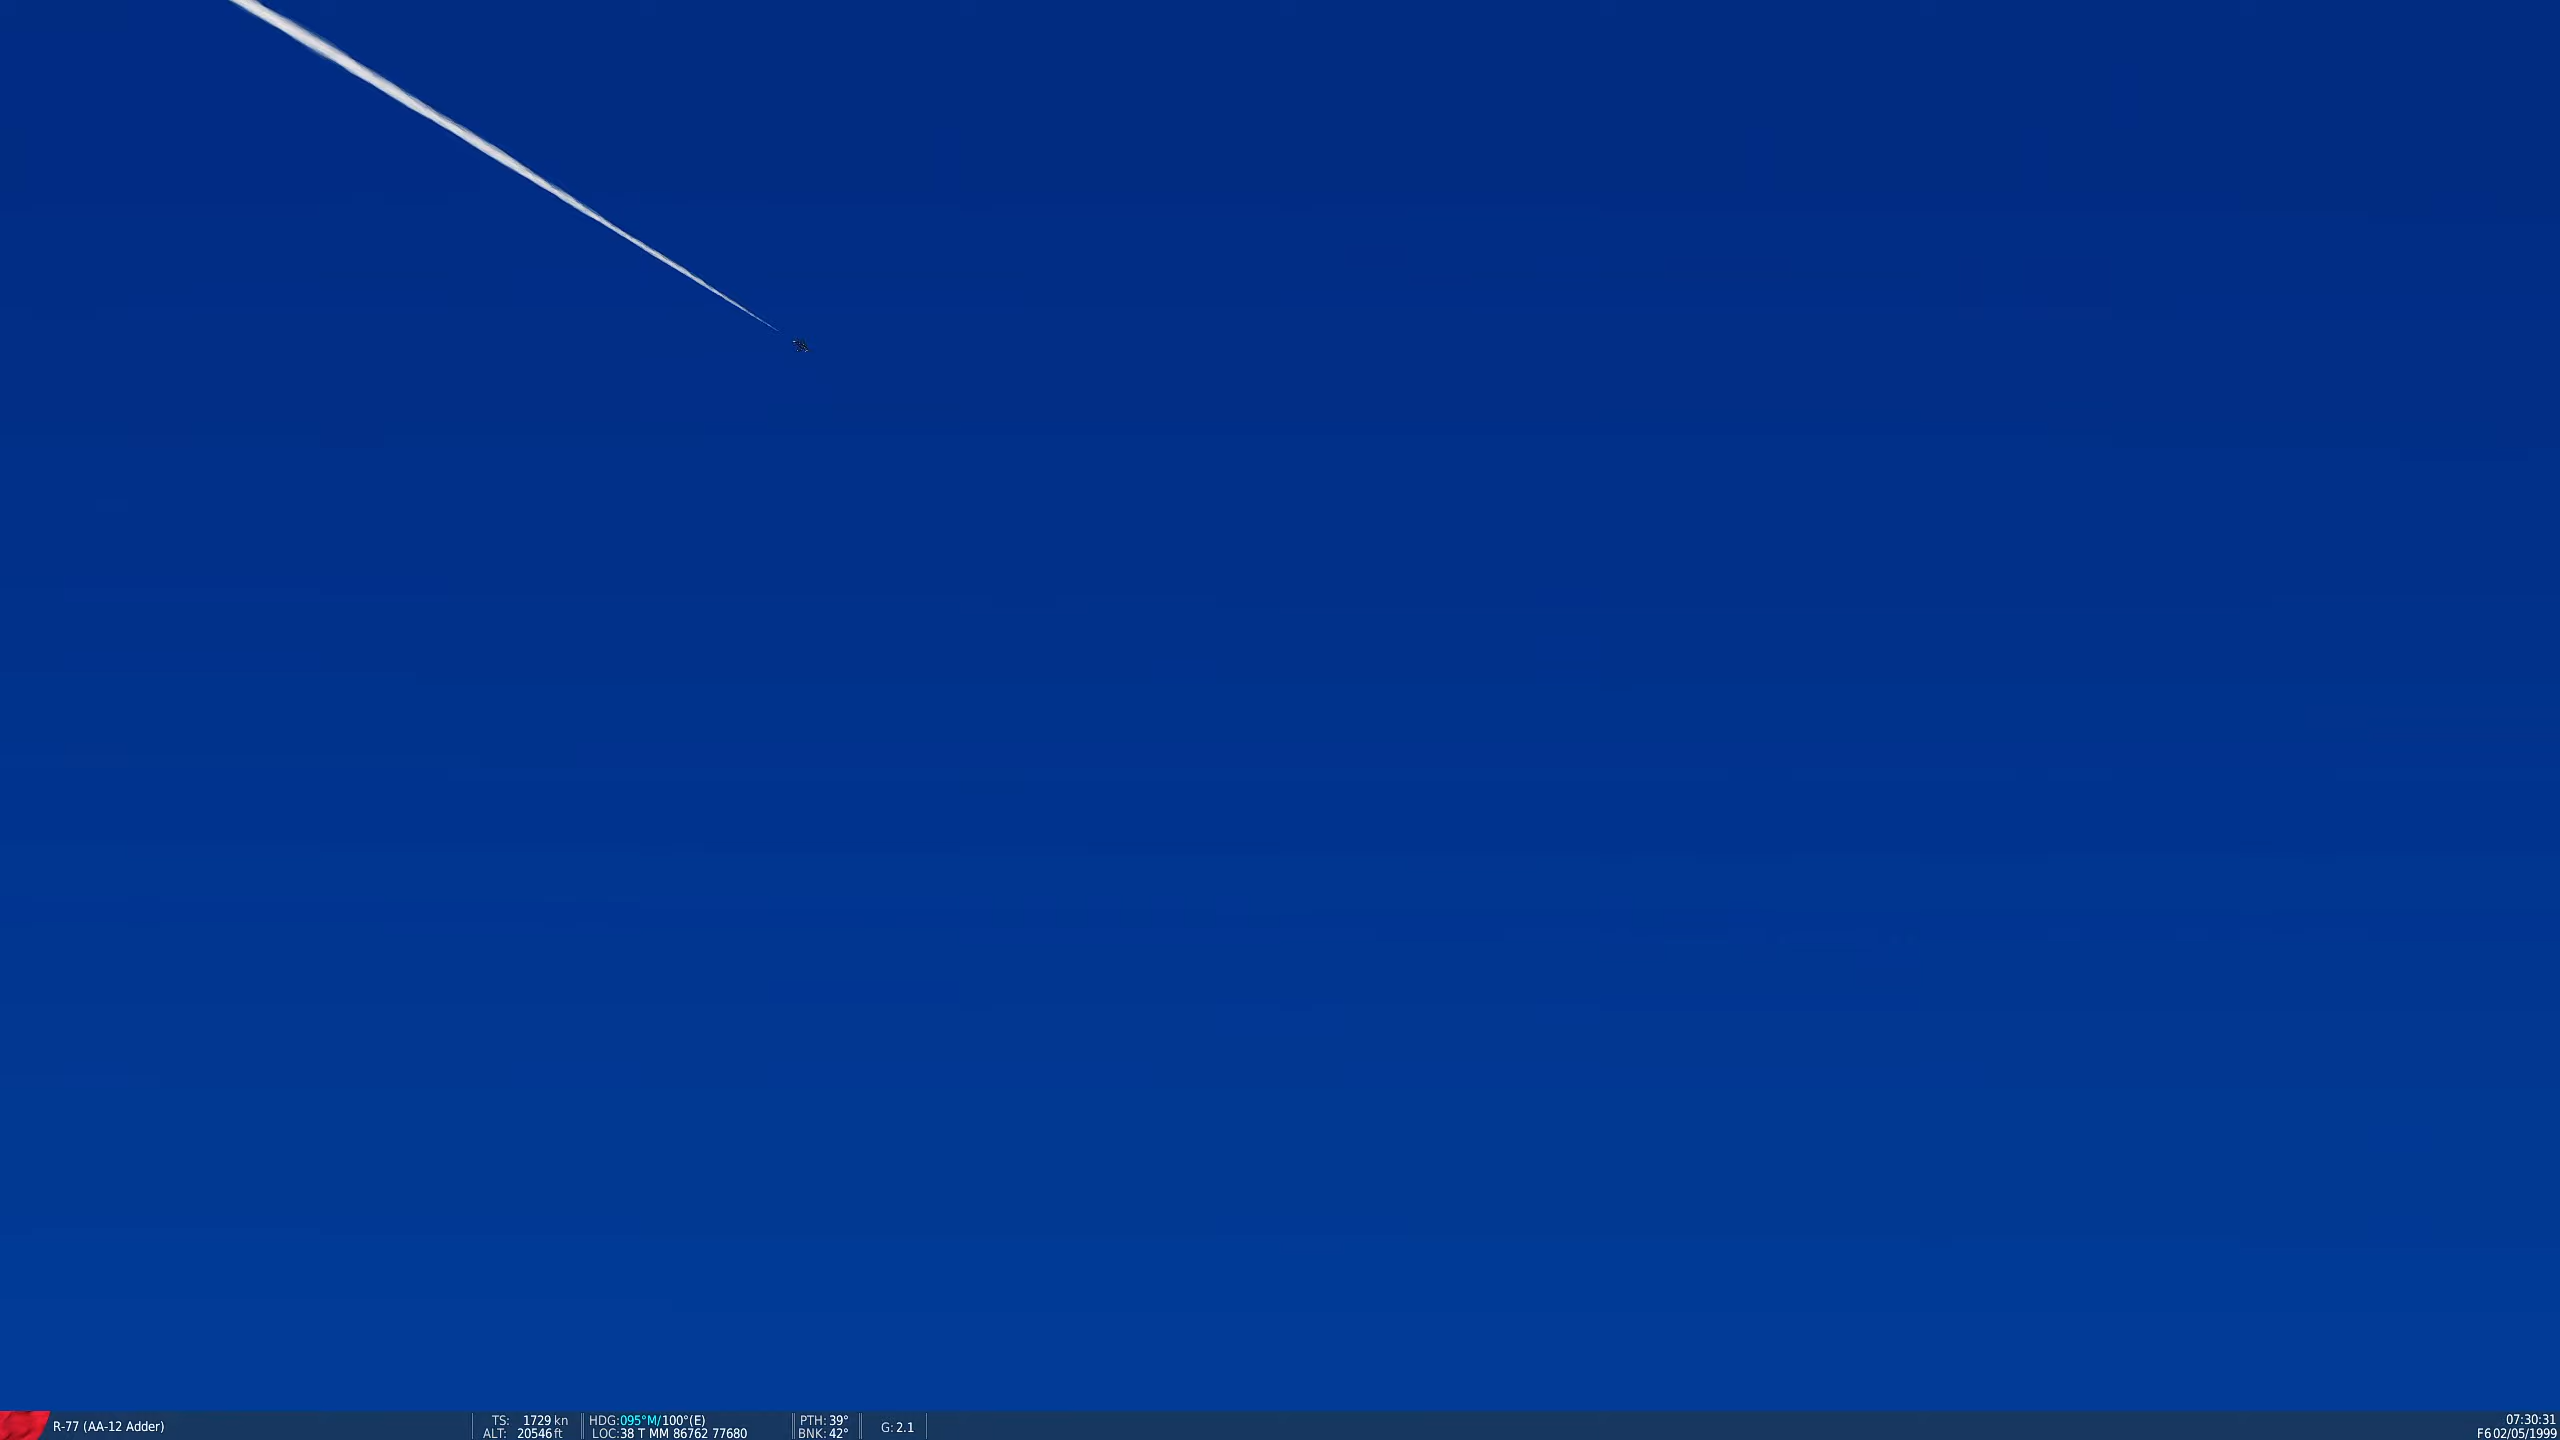 R-77 (AA-12 Adder)
TS: 1729 kn
ALT: 20546 ft
HDG:095°M/100°(E)
LOC:38 T MM 86762 77680
PTH: 39°
BNK: 42°
G: 2.1
07:30:31
F6 02/05/1999